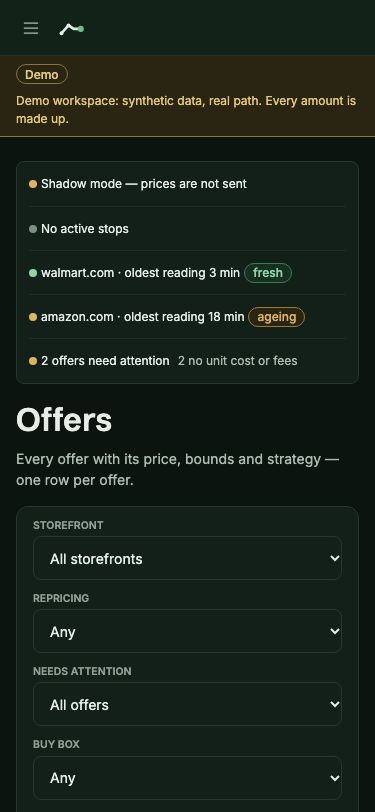 Demo
Demo workspace: synthetic data, real path. Every amount is
made up.
Shadow mode — prices are not sent
No active stops
walmart.com · oldest reading 3 min fresh
amazon.com · oldest reading 18 min ageing
2 offers need attention 2 no unit cost or fees
Offers
Every offer with its price, bounds and strategy —
one row per offer.
STOREFRONT
All storefronts
REPRICING
Any
NEEDS ATTENTION
All offers
BUY BOX
Any